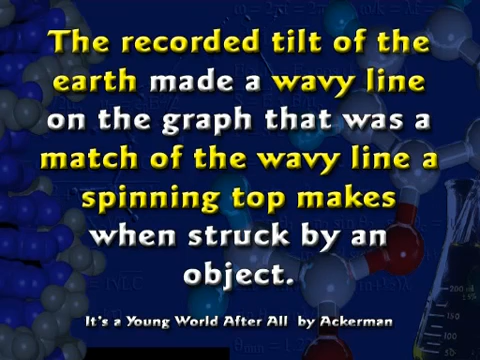 The recorded tilt of the
earth made a wavy line
on the graph that was a
match of the wavy line a
spinning top makes
when struck by an
object.
It's a Young World After All by Ackerman